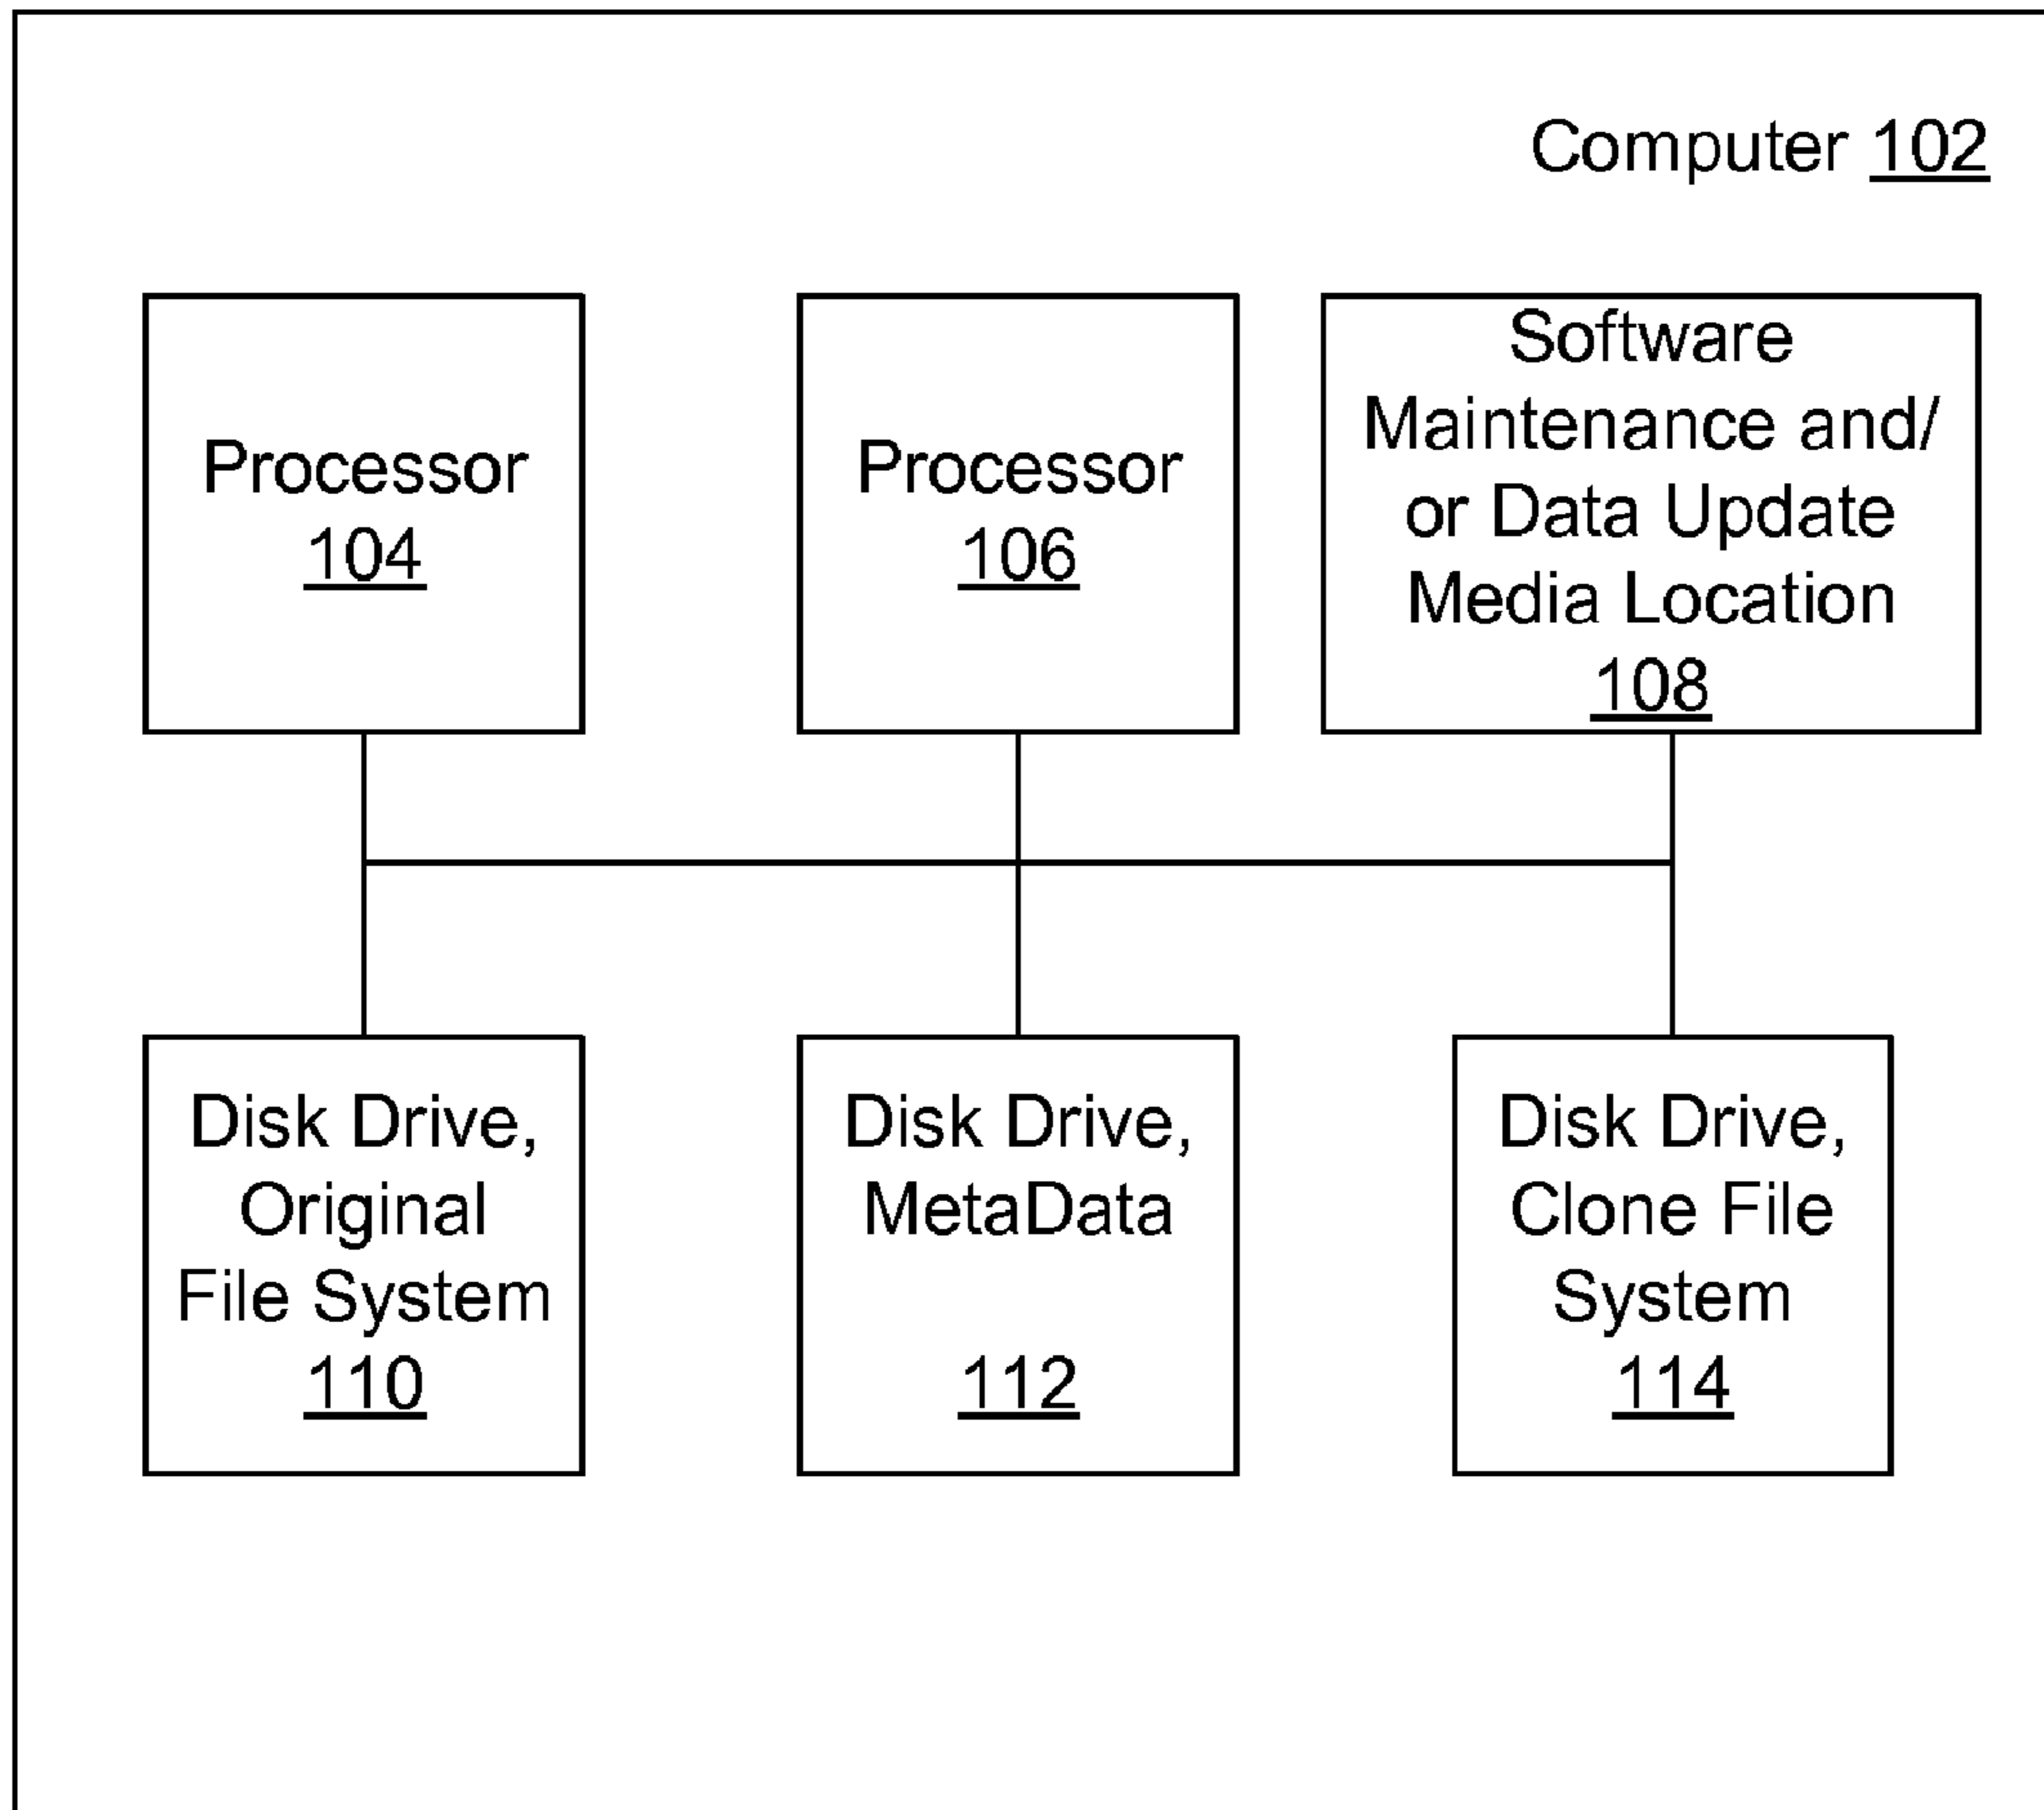 Computer 102
Processor
104
Processor
106
Software
Maintenance and/
or Data Update
Media Location
108
Disk Drive,
Original
File System
110
Disk Drive,
MetaData
112
Disk Drive,
Clone File
System
114